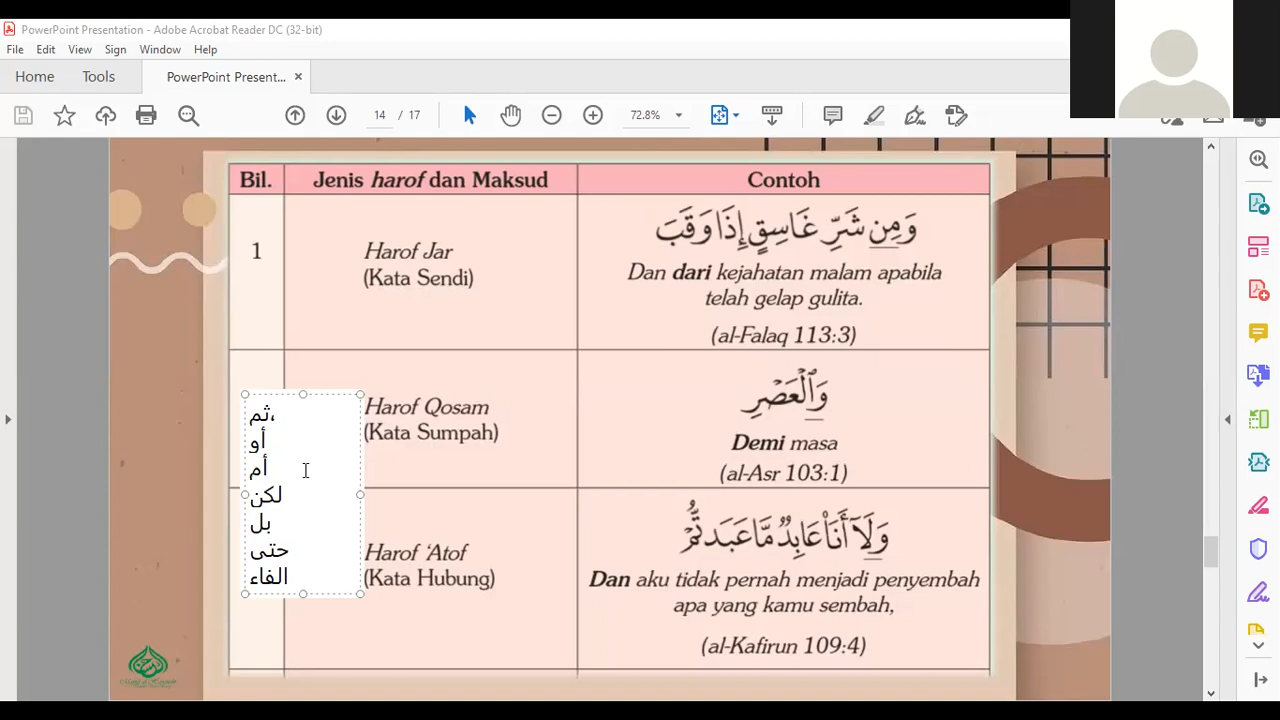 PowerPoint Presentation - Adobe Acrobat Reader DC (32-bit)
File Edit View Sign Window Help
Home Tools PowerPoint Present... ×
14 / 17 72.8%
Bil. Jenis harof dan Maksud Contoh
1
Harof Jar
(Kata Sendi)
وَمِن شَرِّ غَاسِقٍ إِذَا وَقَبَ
Dan dari kejahatan malam apabila
telah gelap gulita.
(al-Falaq 113:3)
Harof Qosam
(Kata Sumpah)
وَٱلْعَصْرِ
Demi masa
(al-Asr 103:1)
ثم،
أو
أم
لكن
بل
حتى
الفاء
Harof ‘Atof
(Kata Hubung)
وَلَآ أَنَا۠ عَابِدٌ مَّا عَبَدتُّمْ
Dan aku tidak pernah menjadi penyembah
apa yang kamu sembah,
(al-Kafirun 109:4)